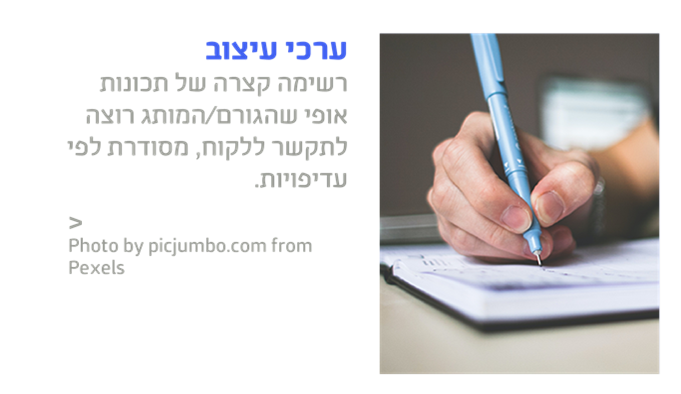 ערכי עיצוב
רשימה קצרה של תכונות
אופי שהגורם/המותג רוצה
לתקשר ללקוח, מסודרת לפי
עדיפויות.
>
Photo by picjumbo.com from
Pexels